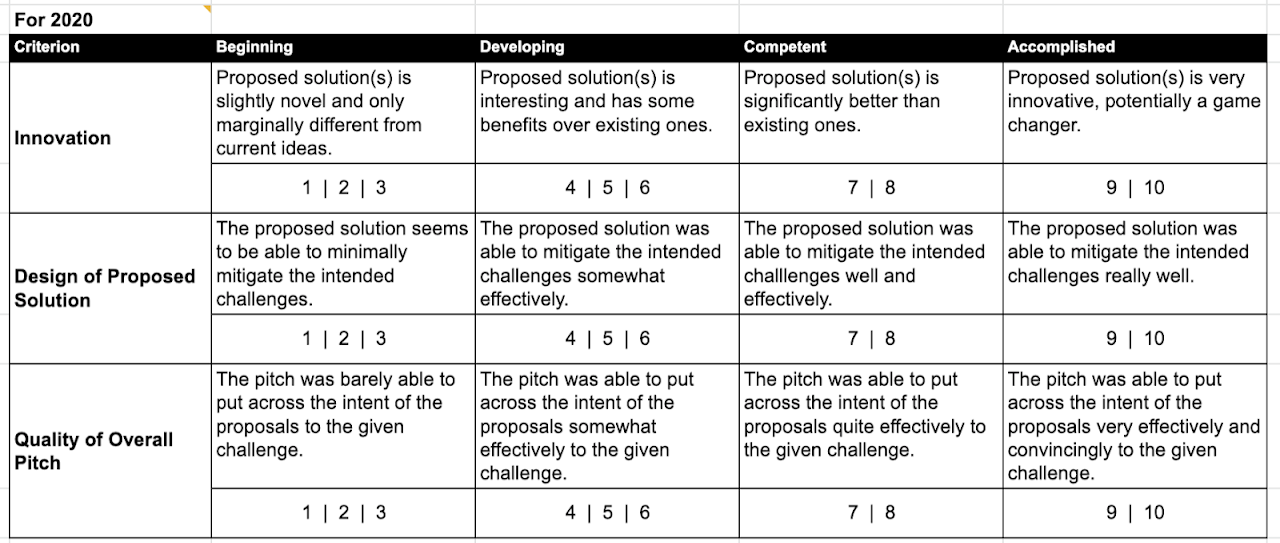 For 2020
Criterion
Beginning
Developing
Competent
Accomplished
Innovation
Proposed solution(s) is
slightly novel and only
marginally different from
current ideas.
Proposed solution(s) is
interesting and has some
benefits over existing ones.
Proposed solution(s) is
significantly better than
existing ones.
Proposed solution(s) is very
innovative, potentially a game
changer.
1 | 2 | 3
4 | 5 | 6
7 | 8
9 | 10
Design of Proposed
Solution
The proposed solution seems
to be able to minimally
mitigate the intended
challenges.
The proposed solution was
able to mitigate the intended
challenges somewhat
effectively.
The proposed solution was
able to mitigate the intended
challlenges well and
effectively.
The proposed solution was
able to mitigate the intended
challenges really well.
1 | 2 | 3
4 | 5 | 6
7 | 8
9 | 10
Quality of Overall
Pitch
The pitch was barely able to
put across the intent of the
proposals to the given
challenge.
The pitch was able to put
across the intent of the
proposals somewhat
effectively to the given
challenge.
The pitch was able to put
across the intent of the
proposals quite effectively to
the given challenge.
The pitch was able to put
across the intent of the
proposals very effectively and
convincingly to the given
challenge.
1 | 2 | 3
4 | 5 | 6
7 | 8
9 | 10